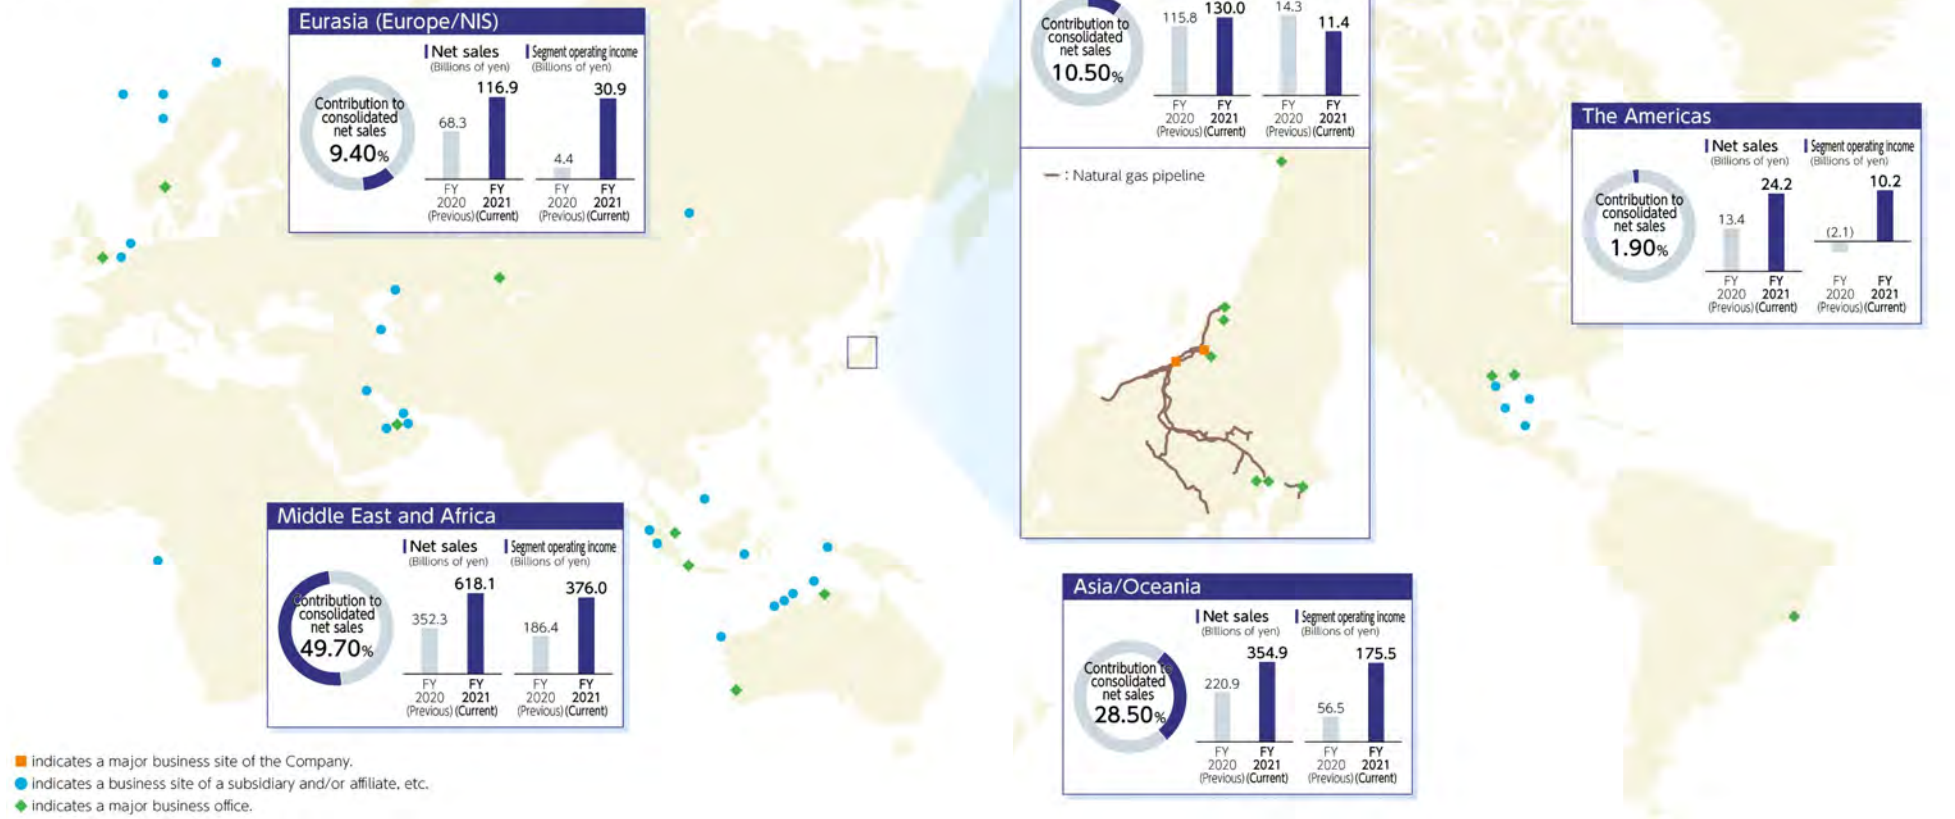 Eurasia (Europe/NIS)
Net sales
(Billions of yen)
Segment operating income
(Billions of yen)
Contribution to
consolidated
net sales
9.40%
68.3
116.9
4.4
30.9
FY
2020
(Previous)
FY
2021
(Current)
FY
2020
(Previous)
FY
2021
(Current)
Contribution to
consolidated
net sales
10.50%
115.8
130.0
14.3
11.4
FY
2020
(Previous)
FY
2021
(Current)
FY
2020
(Previous)
FY
2021
(Current)
: Natural gas pipeline
The Americas
Net sales
(Billions of yen)
Segment operating income
(Billions of yen)
Contribution to
consolidated
net sales
1.90%
13.4
24.2
(2.1)
10.2
FY
2020
(Previous)
FY
2021
(Current)
FY
2020
(Previous)
FY
2021
(Current)
Middle East and Africa
Net sales
(Billions of yen)
Segment operating income
(Billions of yen)
Contribution to
consolidated
net sales
49.70%
352.3
618.1
186.4
376.0
FY
2020
(Previous)
FY
2021
(Current)
FY
2020
(Previous)
FY
2021
(Current)
Asia/Oceania
Net sales
(Billions of yen)
Segment operating income
(Billions of yen)
Contribution to
consolidated
net sales
28.50%
220.9
354.9
56.5
175.5
FY
2020
(Previous)
FY
2021
(Current)
FY
2020
(Previous)
FY
2021
(Current)
indicates a major business site of the Company.
indicates a business site of a subsidiary and/or affiliate, etc.
indicates a major business office.